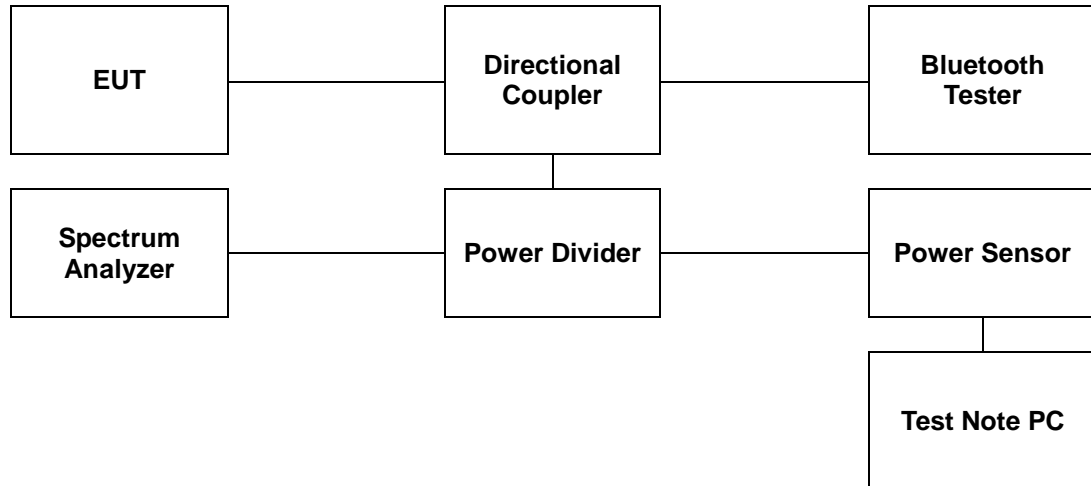 EUT
Directional
Coupler
Bluetooth
Tester
Spectrum
Analyzer
Power Divider
Power Sensor
Test Note PC